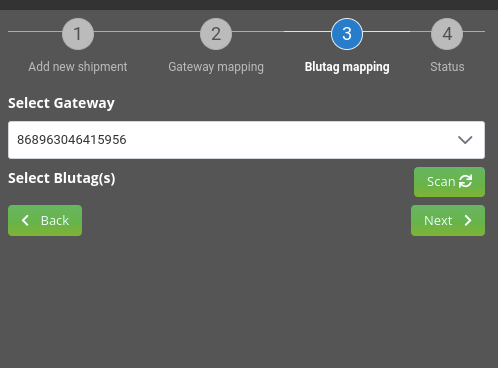 1 2 3 4
Add new shipment Gateway mapping Blutag mapping Status
Select Gateway
868963046415956
Select Blutag(s) Scan
Back Next